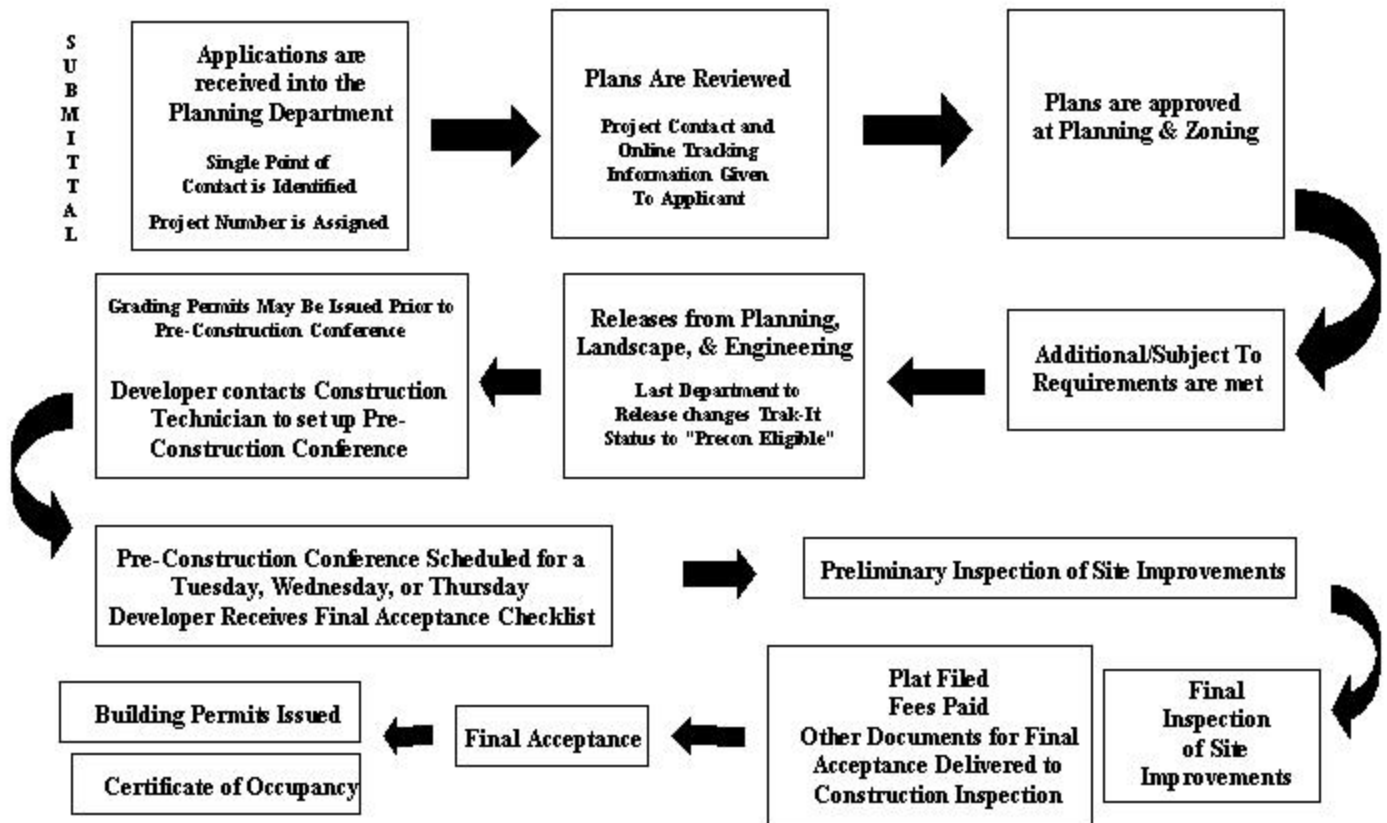 SUBMITTAL
Applications are
received into the
Planning Department
Single Point of
Contact is Identified
Project Number is Assigned
Plans Are Reviewed
Project Contact and
Online Tracking
Information Given
To Applicant
Plans are approved
at Planning & Zoning
Additional/Subject To
Requirements are met
Releases from Planning,
Landscape, & Engineering
Last Department to
Release changes Trak-It
Status to "Precon Eligible"
Grading Permits May Be Issued Prior to
Pre-Construction Conference
Developer contacts Construction
Technician to set up Pre-
Construction Conference
Pre-Construction Conference Scheduled for a
Tuesday, Wednesday, or Thursday
Developer Receives Final Acceptance Checklist
Preliminary Inspection of Site Improvements
Final
Inspection
of Site
Improvements
Plat Filed
Fees Paid
Other Documents for Final
Acceptance Delivered to
Construction Inspection
Final Acceptance
Building Permits Issued
Certificate of Occupancy